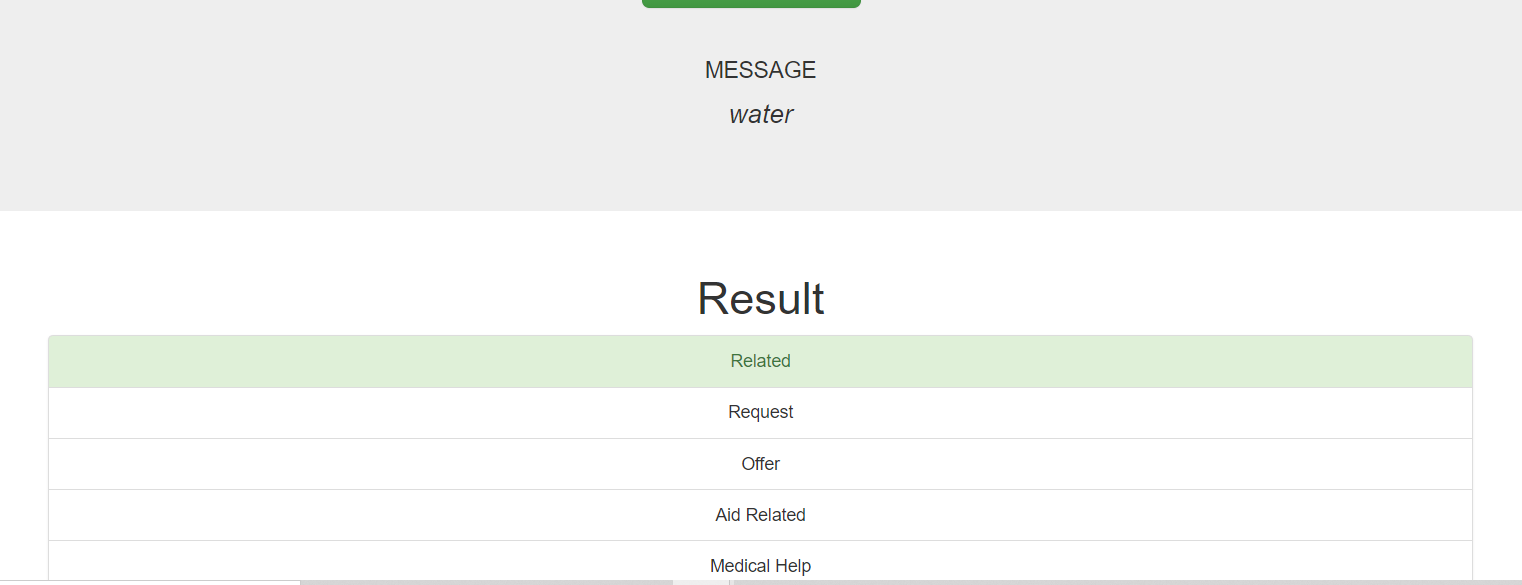 MESSAGE
water
Result
Related
Request
Offer
Aid Related
Medical Help